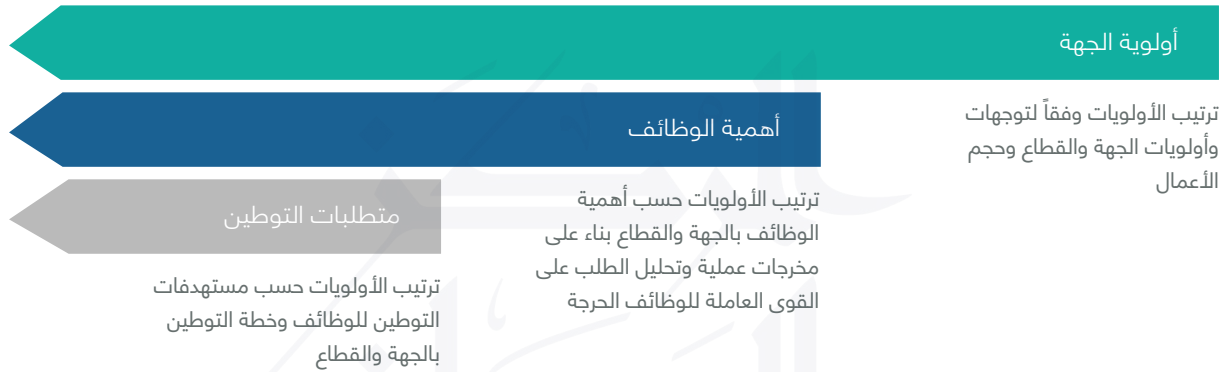 أولوية الجهة
ترتيب الأولويات وفقاً لتوجهات
وأولويات الجهة والقطاع وحجم
الأعمال
أهمية الوظائف
ترتيب الأولويات حسب أهمية
الوظائف بالجهة والقطاع بناء على
مخرجات عملية وتحليل الطلب على
القوى العاملة للوظائف الحرجة
متطلبات التوطين
ترتيب الأولويات حسب مستهدفات
التوطين للوظائف وخطة التوطين
بالجهة والقطاع